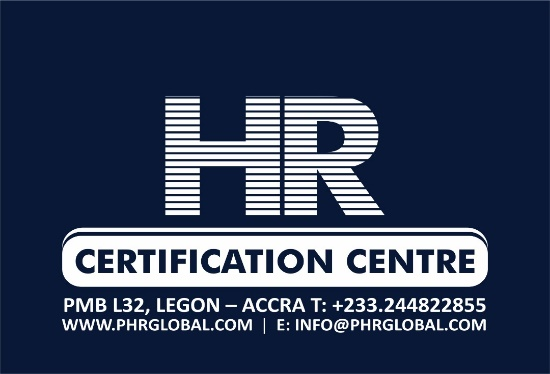 HR
CERTIFICATION CENTRE
PMB L32, LEGON – ACCRA T: +233.244822855
WWW.PHRGLOBAL.COM | E: INFO@PHRGLOBAL.COM